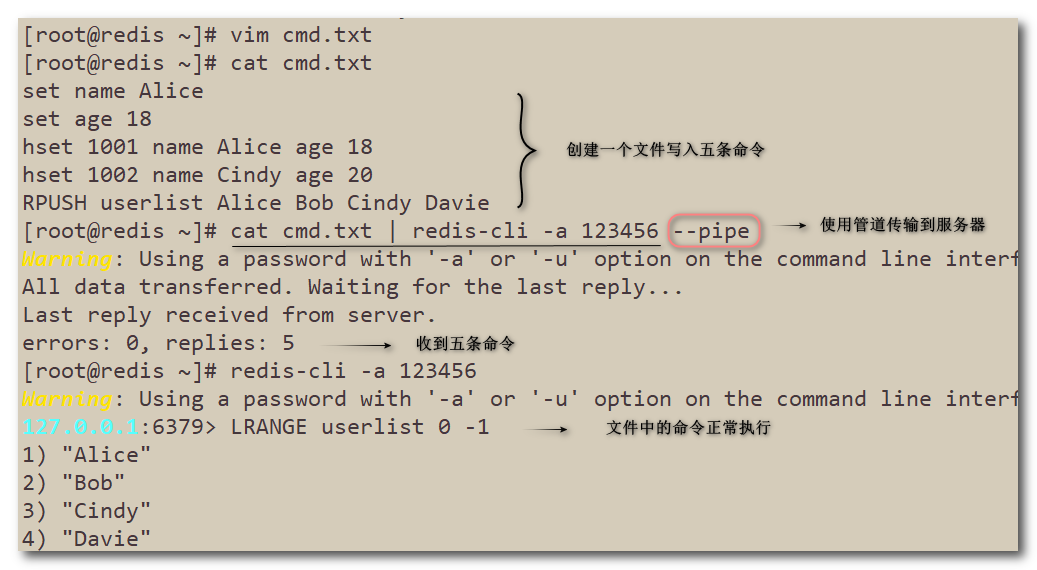 [root@redis ~]# vim cmd.txt
[root@redis ~]# cat cmd.txt
set name Alice
set age 18
hset 1001 name Alice age 18
创建一个文件写入五条命令
hset 1002 name Cindy age 20
RPUSH userlist Alice Bob Cindy Davie
[root@redis ~]# cat cmd.txt | redis-cli -a 123456 --pipe
使用管道传输到服务器
Warning: Using a password with '-a' or '-u' option on the command line interf
All data transferred. Waiting for the last reply...
Last reply received from server.
errors: 0, replies: 5
收到五条命令
[root@redis ~]# redis-cli -a 123456
Warning: Using a password with '-a' or '-u' option on the command line interf
127.0.0.1:6379> LRANGE userlist 0 -1
文件中的命令正常执行
1) "Alice"
2) "Bob"
3) "Cindy"
4) "Davie"